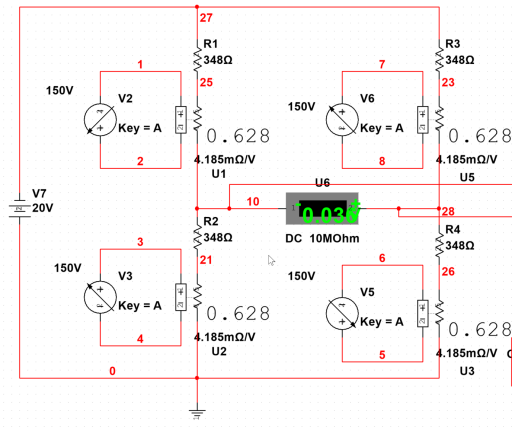 27
R1
348Ω
25
1
150V
V2
Key = A
2
0.628
4.185mΩ/V
U1
R3
348Ω
23
7
150V
V6
Key = A
8
0.628
4.185mΩ/V
U5
V7
20V
10
U6
DC 10MOhm
28
R2
348Ω
21
3
150V
V3
Key = A
4
0.628
4.185mΩ/V
U2
R4
348Ω
26
6
150V
V5
Key = A
5
0.628
4.185mΩ/V
U3
0